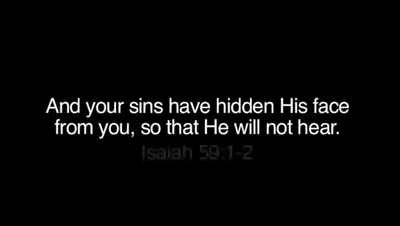 And your sins have hidden His face
from you, so that He will not hear.
Isaiah 59:1-2